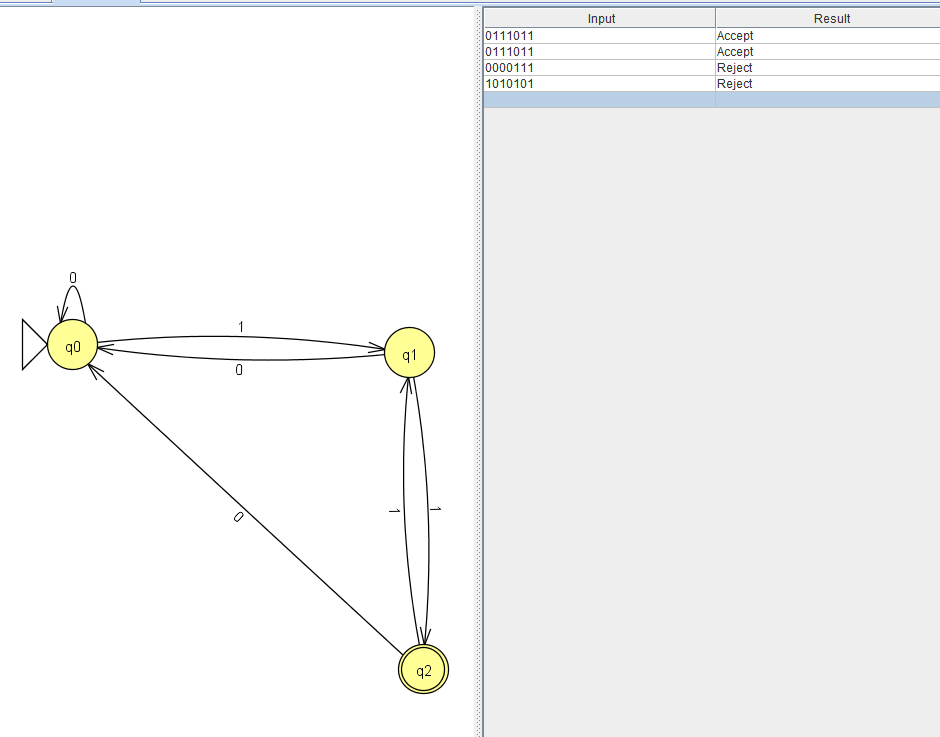 Input Result
0111011 Accept
0111011 Accept
0000111 Reject
1010101 Reject
0
q0
1
q1
0
1
1
0
q2